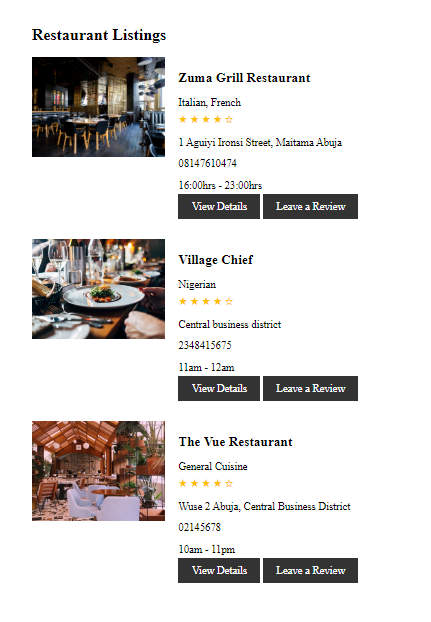 Restaurant Listings
Zuma Grill Restaurant
Italian, French
★ ★ ★ ★ ☆
1 Aguiyi Ironsi Street, Maitama Abuja
08147610474
16:00hrs - 23:00hrs
View Details Leave a Review
Village Chief
Nigerian
★ ★ ★ ★ ☆
Central business district
2348415675
11am - 12am
View Details Leave a Review
The Vue Restaurant
General Cuisine
★ ★ ★ ★ ☆
Wuse 2 Abuja, Central Business District
02145678
10am - 11pm
View Details Leave a Review